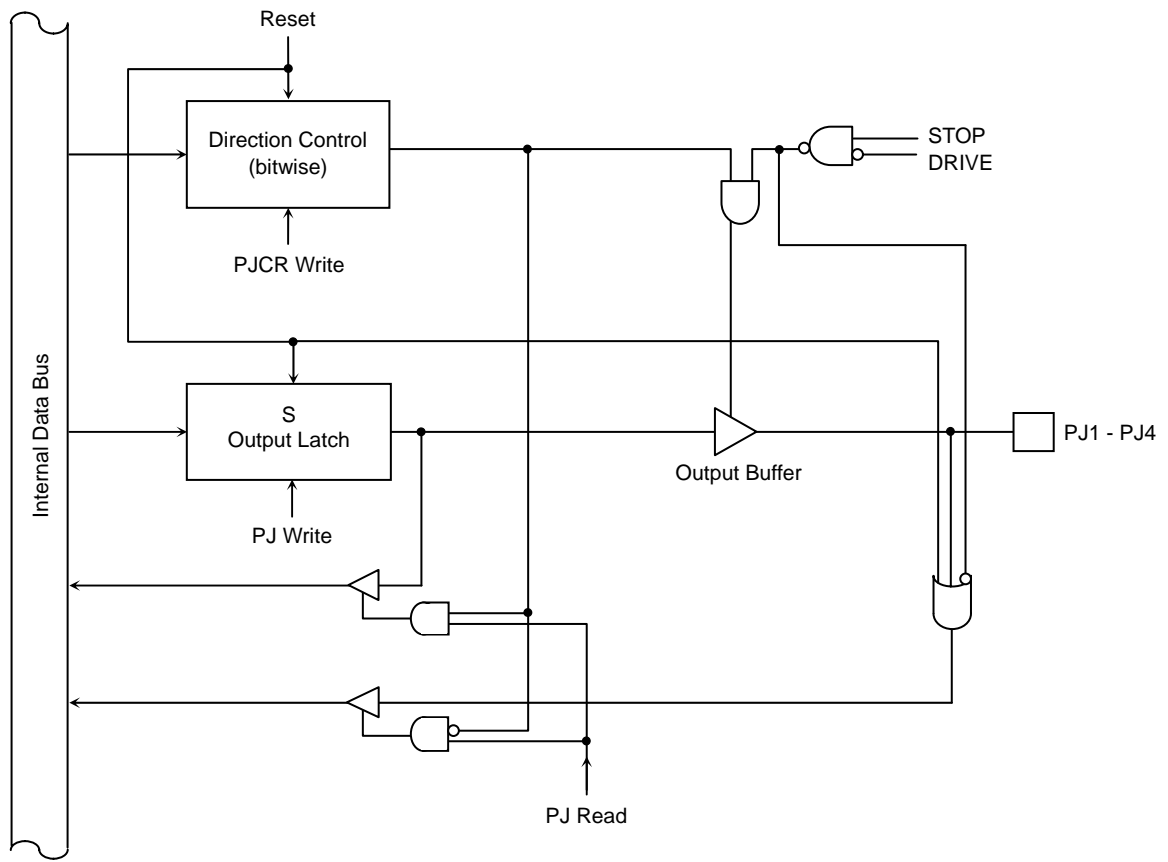 Reset
Direction Control
(bitwise)
STOP
DRIVE
PJCR Write
Internal Data Bus
S
Output Latch
PJ1 - PJ4
Output Buffer
PJ Write
PJ Read